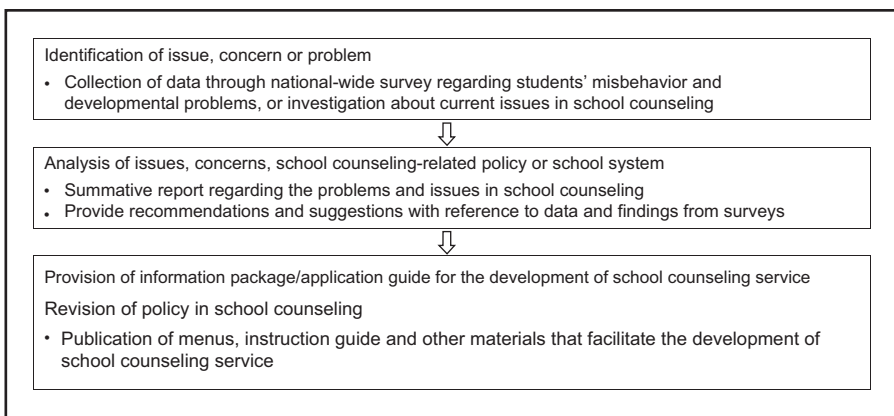 Identification of issue, concern or problem
• Collection of data through national-wide survey regarding students’ misbehavior and
developmental problems, or investigation about current issues in school counseling
Analysis of issues, concerns, school counseling-related policy or school system
• Summative report regarding the problems and issues in school counseling
• Provide recommendations and suggestions with reference to data and findings from surveys
Provision of information package/application guide for the development of school counseling service
Revision of policy in school counseling
• Publication of menus, instruction guide and other materials that facilitate the development of
school counseling service